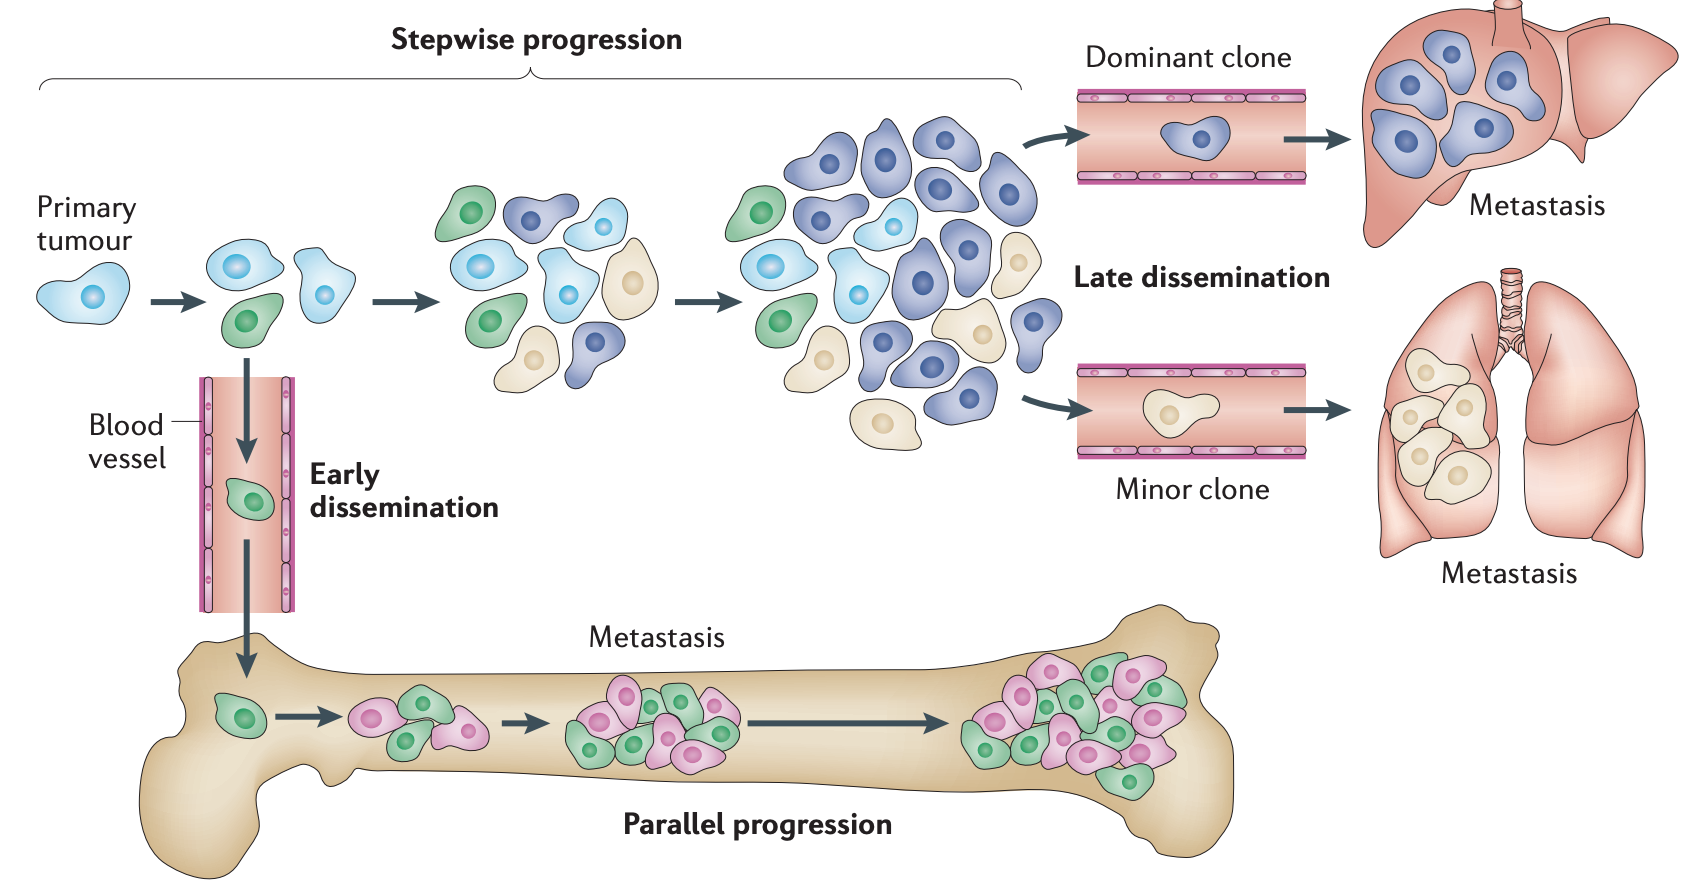 Stepwise progression
Dominant clone
Primary
tumour
Metastasis
Late dissemination
Blood
vessel
Early
dissemination
Minor clone
Metastasis
Metastasis
Parallel progression